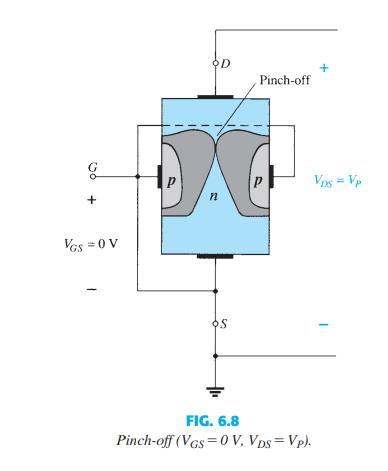 D
+
Pinch-off
G
p
p
n
V_DS = V_P
+
V_GS = 0 V
–
S
–
FIG. 6.8
Pinch-off (V_GS = 0 V, V_DS = V_P).